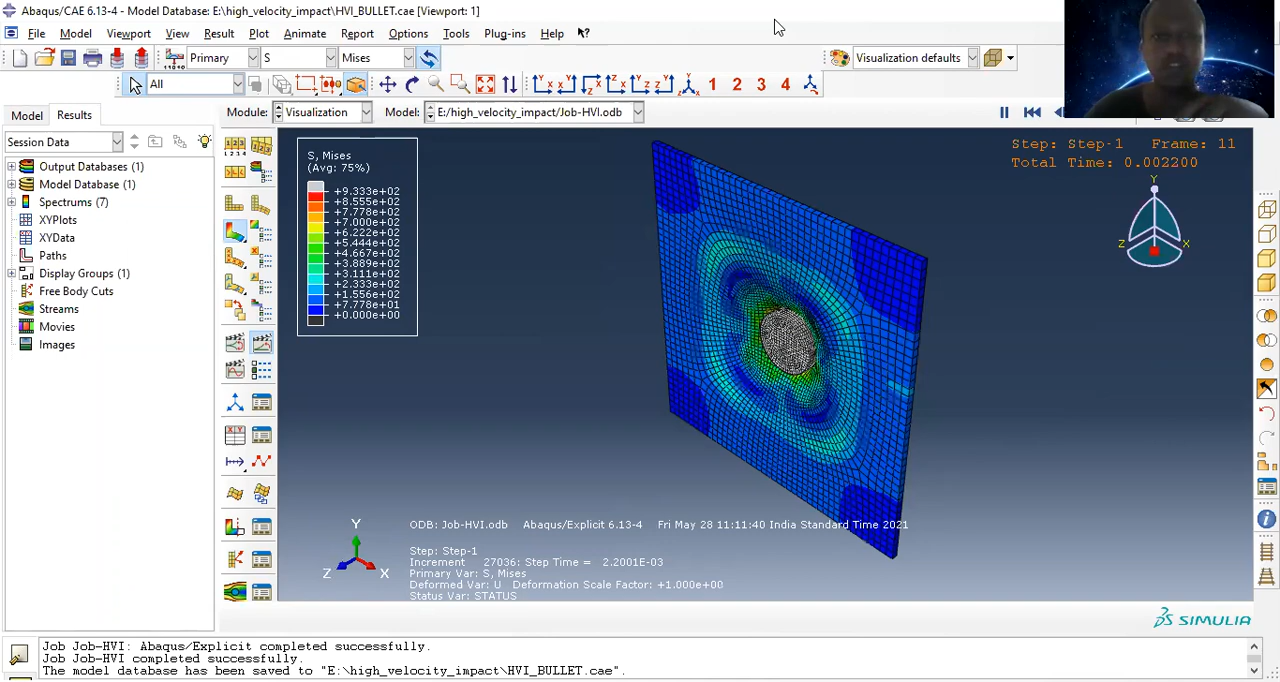 Abaqus/CAE 6.13-4 - Model Database: E:\high_velocity_impact\HVI_BULLET.cae [Viewport: 1]
File Model Viewport View Result Plot Animate Report Options Tools Plug-ins Help
Primary S Mises Visualization defaults
All 1 2 3 4
Model Results Module: Visualization Model: E:/high_velocity_impact/Job-HVI.odb
Session Data
Output Databases (1)
Model Database (1)
Spectrums (7)
XYPlots
XYData
Paths
Display Groups (1)
Free Body Cuts
Streams
Movies
Images
S, Mises
(Avg: 75%)
+9.333e+02
+8.555e+02
+7.778e+02
+7.000e+02
+6.222e+02
+5.444e+02
+4.667e+02
+3.889e+02
+3.111e+02
+2.333e+02
+1.556e+02
+7.778e+01
+0.000e+00
Step: Step-1 Frame: 11
Total Time: 0.002200
Y
Z X
Y
Z X
ODB: Job-HVI.odb Abaqus/Explicit 6.13-4 Fri May 28 11:11:40 India Standard Time 2021
Step: Step-1
Increment 27036: Step Time = 2.2001E-03
Primary Var: S, Mises
Deformed Var: U Deformation Scale Factor: +1.000e+00
Status Var: STATUS
SIMULIA
Job Job-HVI: Abaqus/Explicit completed successfully.
Job Job-HVI completed successfully.
The model database has been saved to "E:\high_velocity_impact\HVI_BULLET.cae".